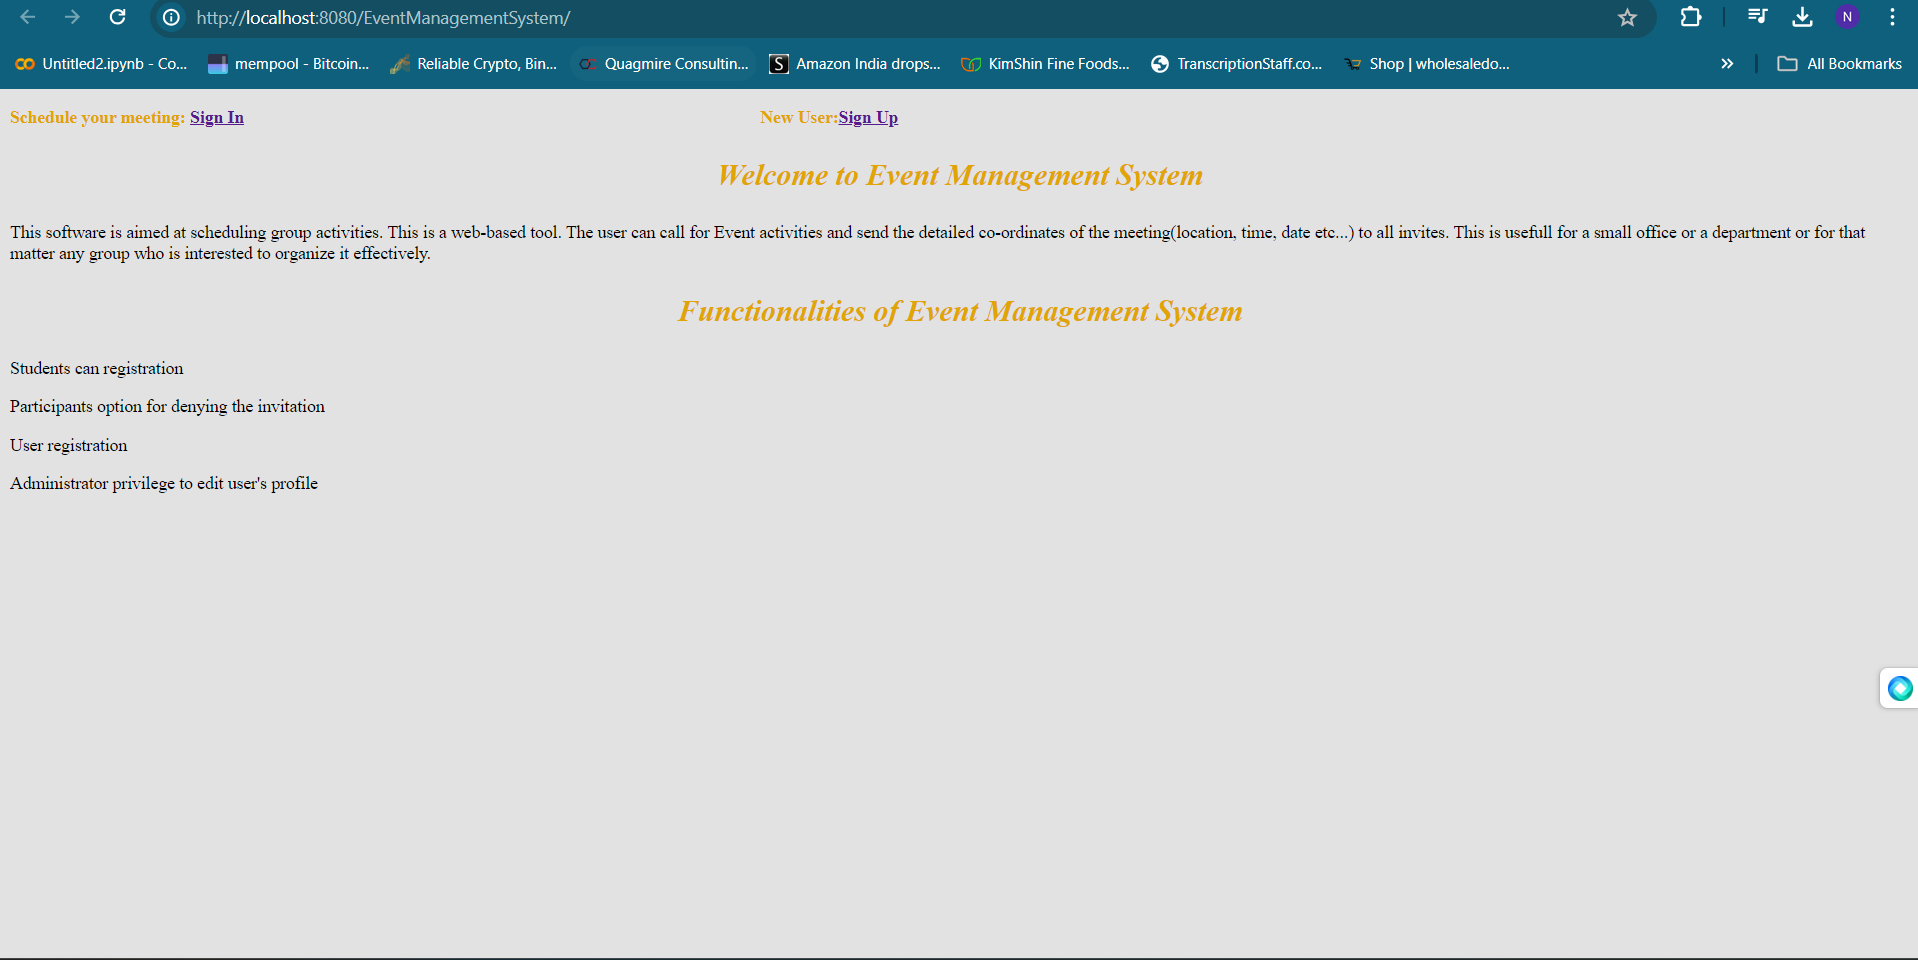 http://localhost:8080/EventManagementSystem/
N
Untitled2.ipynb - Co... mempool - Bitcoin... Reliable Crypto, Bin... Quagmire Consultin... S Amazon India drops... KimShin Fine Foods... TranscriptionStaff.co... Shop | wholesaledo... » All Bookmarks
Schedule your meeting: Sign In New User:Sign Up
Welcome to Event Management System
This software is aimed at scheduling group activities. This is a web-based tool. The user can call for Event activities and send the detailed co-ordinates of the meeting(location, time, date etc...) to all invites. This is usefull for a small office or a department or for that
matter any group who is interested to organize it effectively.
Functionalities of Event Management System
Students can registration
Participants option for denying the invitation
User registration
Administrator privilege to edit user's profile